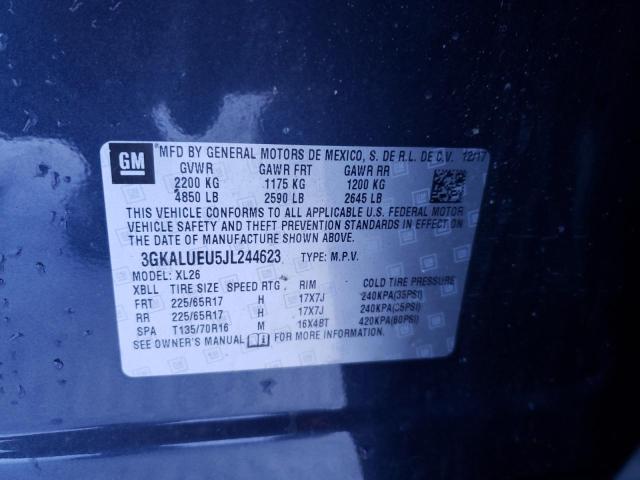 GM
MFD BY GENERAL MOTORS DE MEXICO, S. DE R.L. DE C.V. 12/17
GVWR GAWR FRT GAWR RR
2200 KG 1175 KG 1200 KG
4850 LB 2590 LB 2645 LB
THIS VEHICLE CONFORMS TO ALL APPLICABLE U.S. FEDERAL MOTOR
VEHICLE SAFETY AND THEFT PREVENTION STANDARDS IN EFFECT ON
THE DATE OF MANUFACTURE SHOWN ABOVE.
3GKALUEU5JL244623 TYPE: M.P.V.
MODEL: XL26
XBLL TIRE SIZE SPEED RTG RIM COLD TIRE PRESSURE
FRT 225/65R17 H 17X7J 240KPA(35PSI)
RR 225/65R17 H 17X7J 240KPA(35PSI)
SPA T135/70R16 M 16X4BT 420KPA(60PSI)
SEE OWNER'S MANUAL FOR MORE INFORMATION.